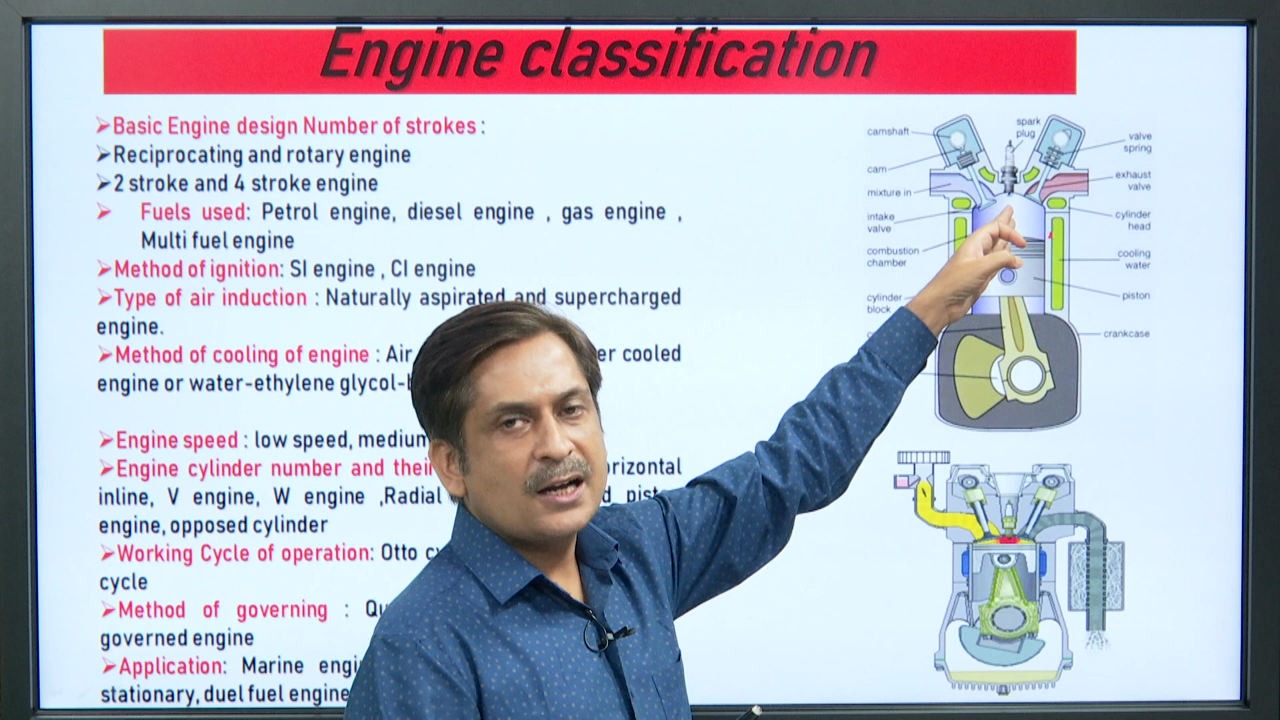 Engine classification
➢Basic Engine design Number of strokes :
➢Reciprocating and rotary engine
➢2 stroke and 4 stroke engine
➢ Fuels used: Petrol engine, diesel engine , gas engine ,
Multi fuel engine
➢Method of ignition: SI engine , CI engine
➢Type of air induction : Naturally aspirated and supercharged
engine.
➢Method of cooling of engine : Air cooled
engine or water-ethylene glycol-
➢Engine speed : low speed, medium
➢Engine cylinder number and their
inline, V engine, W engine ,Radial
engine, opposed cylinder
➢Working Cycle of operation: Otto
cycle
➢Method of governing :
governed engine
➢Application: Marine
stationary, duel fuel engine
camshaft
spark
plug
valve
spring
cam
exhaust
valve
mixture in
intake
valve
cylinder
head
combustion
chamber
cooling
water
cylinder
block
piston
crankcase